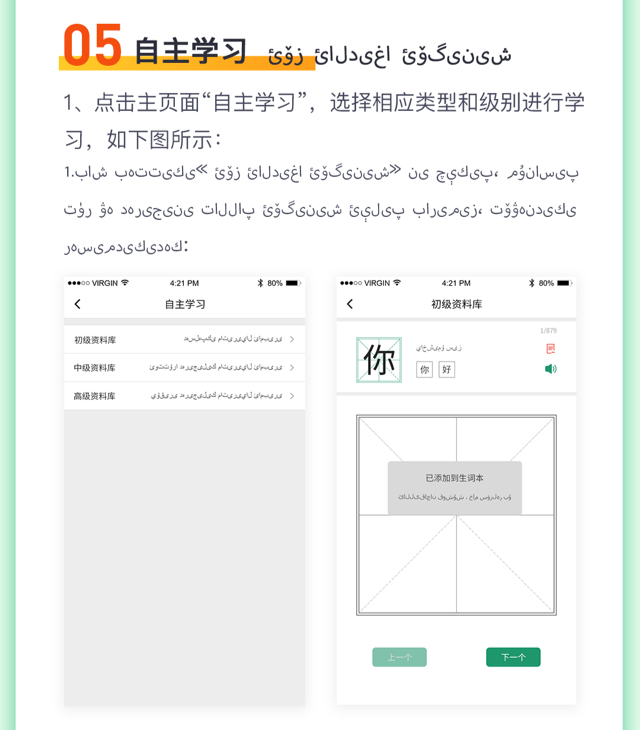 05 自主学习 ئۆز ئالدىغا ئۆگىنىش
1、点击主页面“自主学习”，选择相应类型和级别进行学
习，如下图所示：
1.باش بەتتىكى «ئۆز ئالدىغا ئۆگىنىش» نى چېكىپ، مۇناسىپ
تۈر ۋە دەرىجىنى تاللاپ ئۆگىنىش ئېلىپ بارىمىز، تۆۋەندىكى
رەسىمدىكىدەك:
VIRGIN 4:21 PM 80%
自主学习
初级资料库
中级资料库
高级资料库
VIRGIN 4:21 PM 80%
初级资料库
1/879
你
ياخشىمۇ سىز
你 好
已添加到生词本
上一个 下一个